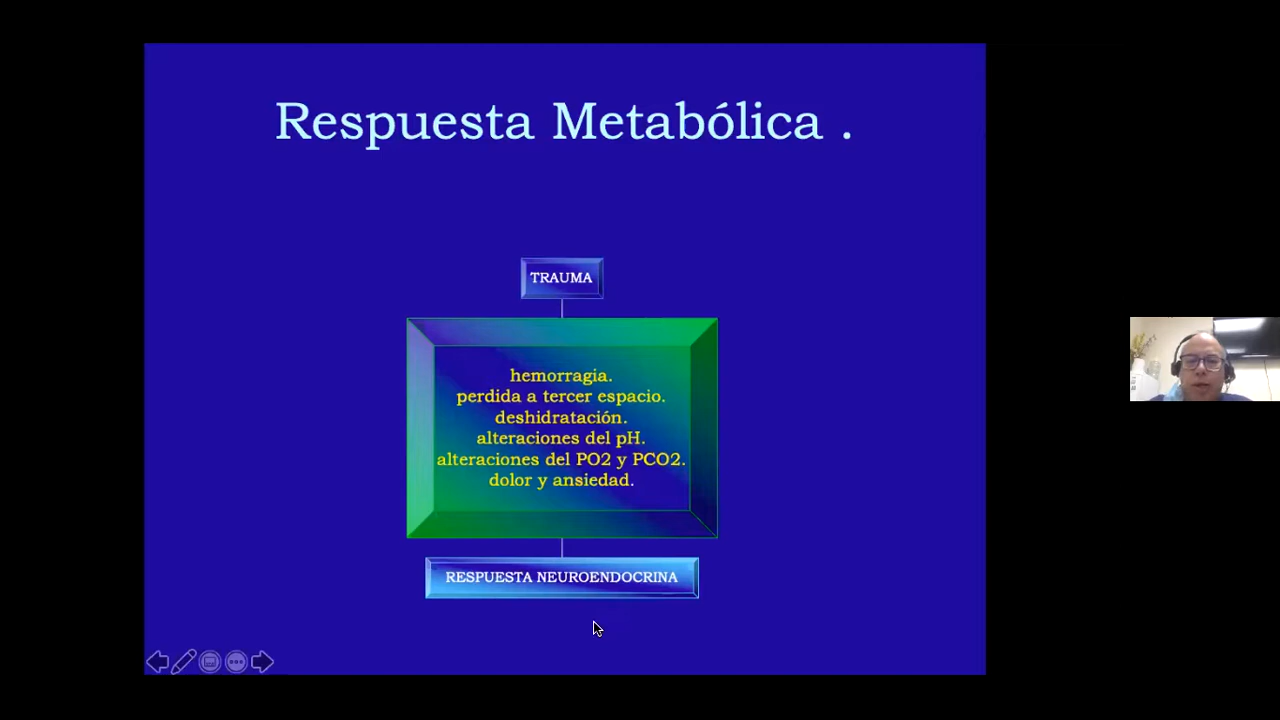 Respuesta Metabólica .
TRAUMA
hemorragia.
perdida a tercer espacio.
deshidratación.
alteraciones del pH.
alteraciones del PO2 y PCO2.
dolor y ansiedad.
RESPUESTA NEUROENDOCRINA